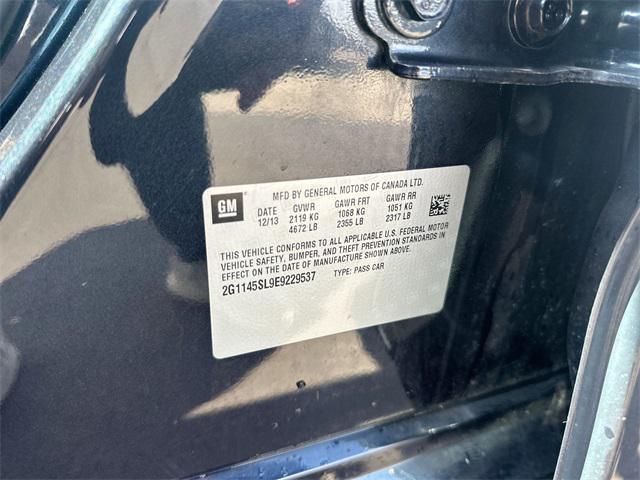 GM
MFD BY GENERAL MOTORS OF CANADA LTD.
DATE GVWR GAWR FRT GAWR RR
12/13 2119 KG 1068 KG 1051 KG
4672 LB 2355 LB 2317 LB
THIS VEHICLE CONFORMS TO ALL APPLICABLE U.S. FEDERAL MOTOR
VEHICLE SAFETY, BUMPER, AND THEFT PREVENTION STANDARDS IN
EFFECT ON THE DATE OF MANUFACTURE SHOWN ABOVE.
2G1145SL9E9229537 TYPE: PASS CAR